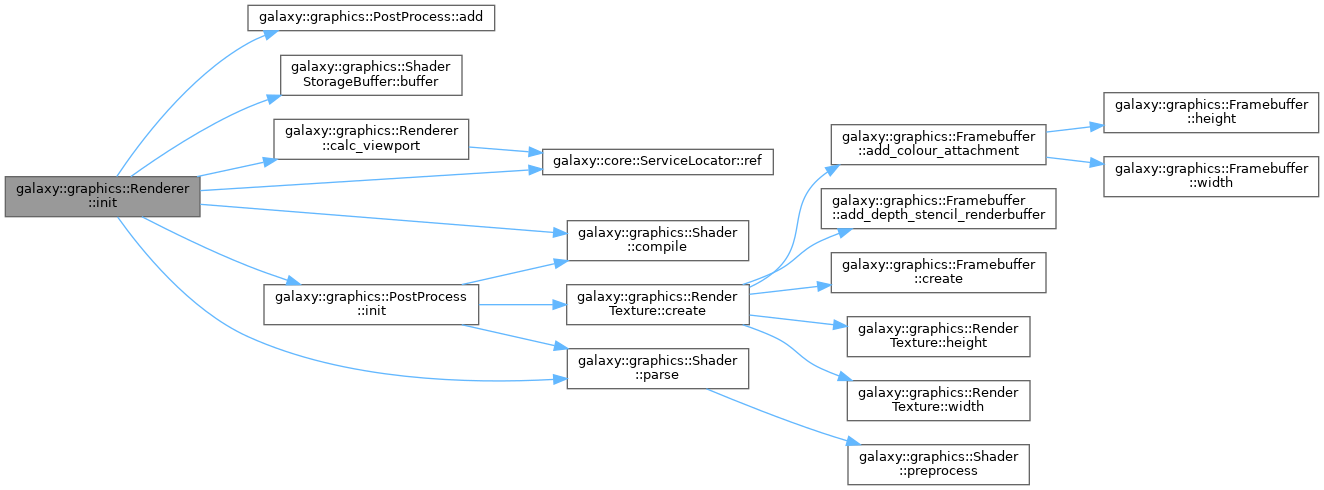 galaxy::graphics::Renderer
::init
galaxy::graphics::PostProcess::add
galaxy::graphics::Shader
StorageBuffer::buffer
galaxy::graphics::Renderer
::calc_viewport
galaxy::core::ServiceLocator::ref
galaxy::graphics::Shader
::compile
galaxy::graphics::PostProcess
::init
galaxy::graphics::Render
Texture::create
galaxy::graphics::Shader
::parse
galaxy::graphics::Framebuffer
::add_colour_attachment
galaxy::graphics::Framebuffer
::add_depth_stencil_renderbuffer
galaxy::graphics::Framebuffer
::create
galaxy::graphics::Render
Texture::height
galaxy::graphics::Render
Texture::width
galaxy::graphics::Shader
::preprocess
galaxy::graphics::Framebuffer
::height
galaxy::graphics::Framebuffer
::width